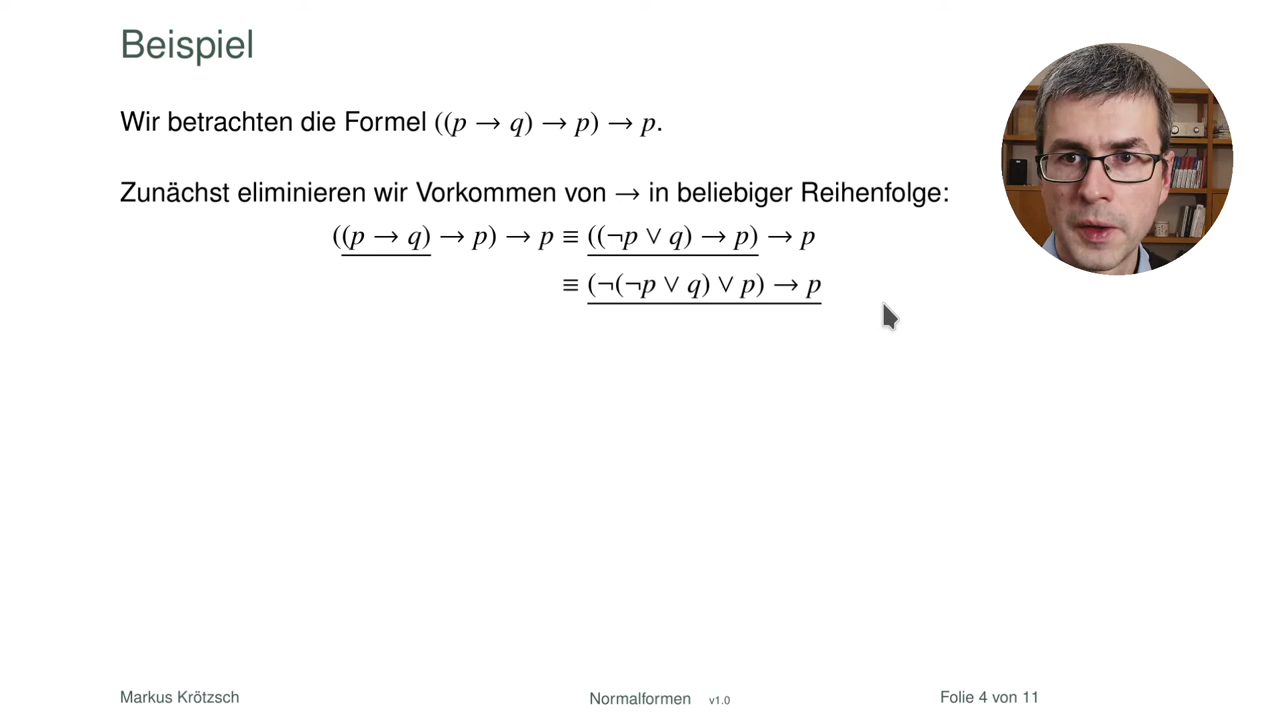 Beispiel
Wir betrachten die Formel ((p → q) → p) → p.
Zunächst eliminieren wir Vorkommen von → in beliebiger Reihenfolge:
((p → q) → p) → p ≡ ((¬p ∨ q) → p) → p
≡ (¬(¬p ∨ q) ∨ p) → p
Markus Krötzsch Normalformen v1.0 Folie 4 von 11